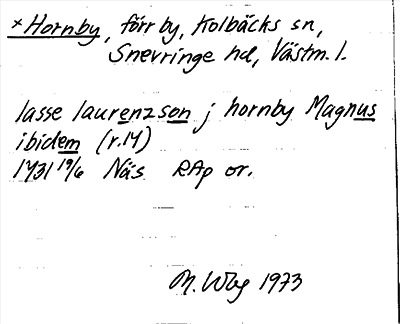 *Hornby, förr by, Kolbäcks sn,
Snevringe hd, Västm. l.
lasse laurenzson j hornby Magnus
ibidem (r.14)
1431 19/6 Näs RAp or.
M. Wbg 1973